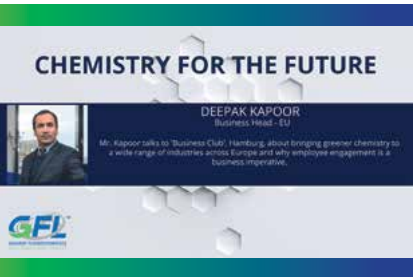 CHEMISTRY FOR THE FUTURE
DEEPAK KAPOOR
Business Head - EU
Mr. Kapoor talks to 'Business Club', Hamburg, about bringing greener chemistry to
a wide range of industries across Europe and why employee engagement is a
business imperative.
GFL